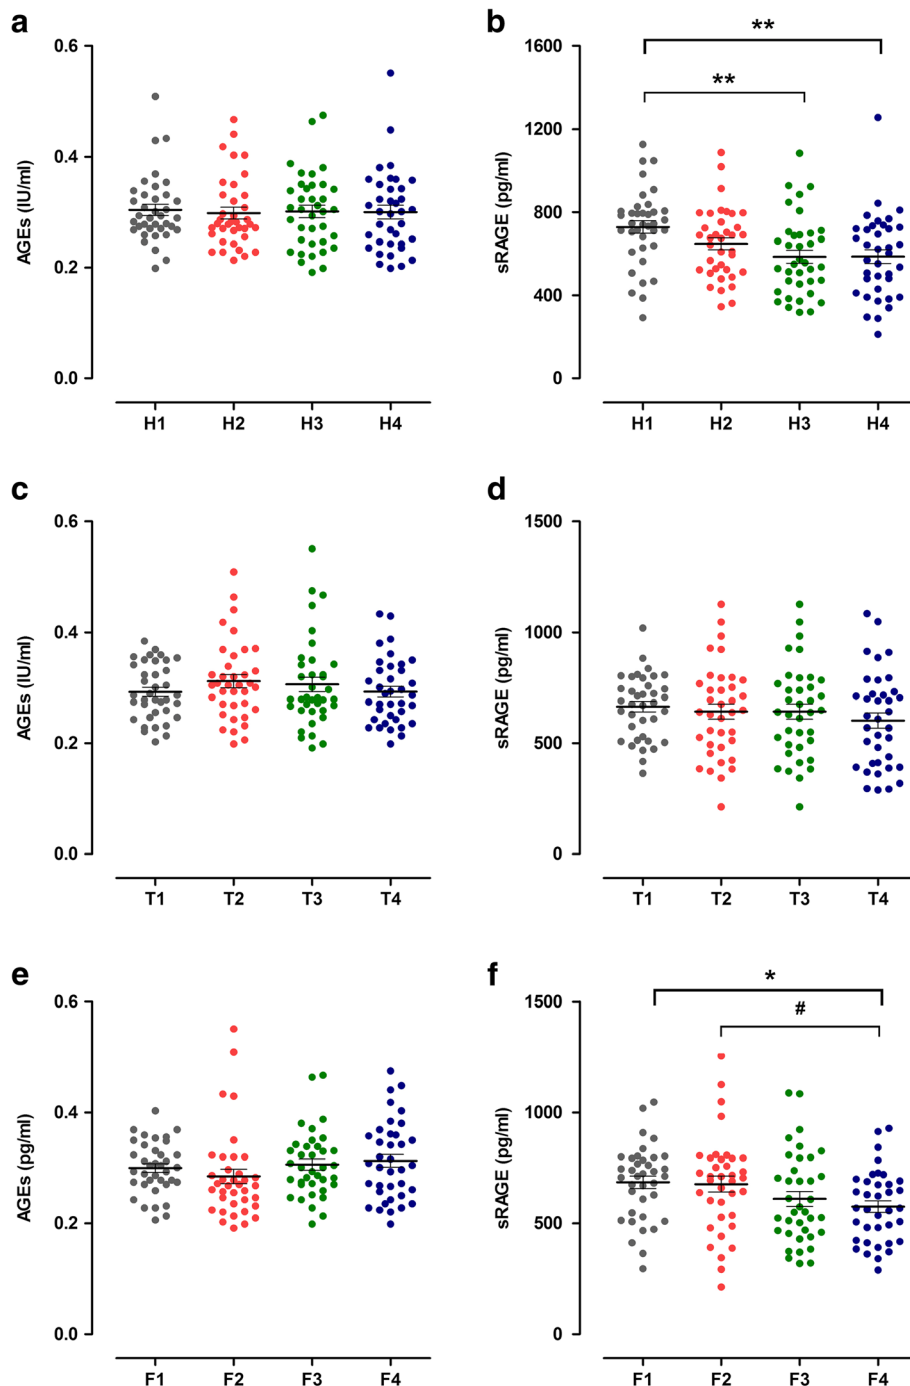 a
b
**
**
0.6
0.4
0.2
0.0
AGEs (IU/ml)
H1 H2 H3 H4
1600
1200
800
400
0
sRAGE (pg/ml)
H1 H2 H3 H4
c
d
0.6
0.4
0.2
0.0
AGEs (IU/ml)
T1 T2 T3 T4
1500
1000
500
0
sRAGE (pg/ml)
T1 T2 T3 T4
e
f
*
#
0.6
0.4
0.2
0.0
AGEs (pg/ml)
F1 F2 F3 F4
1500
1000
500
0
sRAGE (pg/ml)
F1 F2 F3 F4